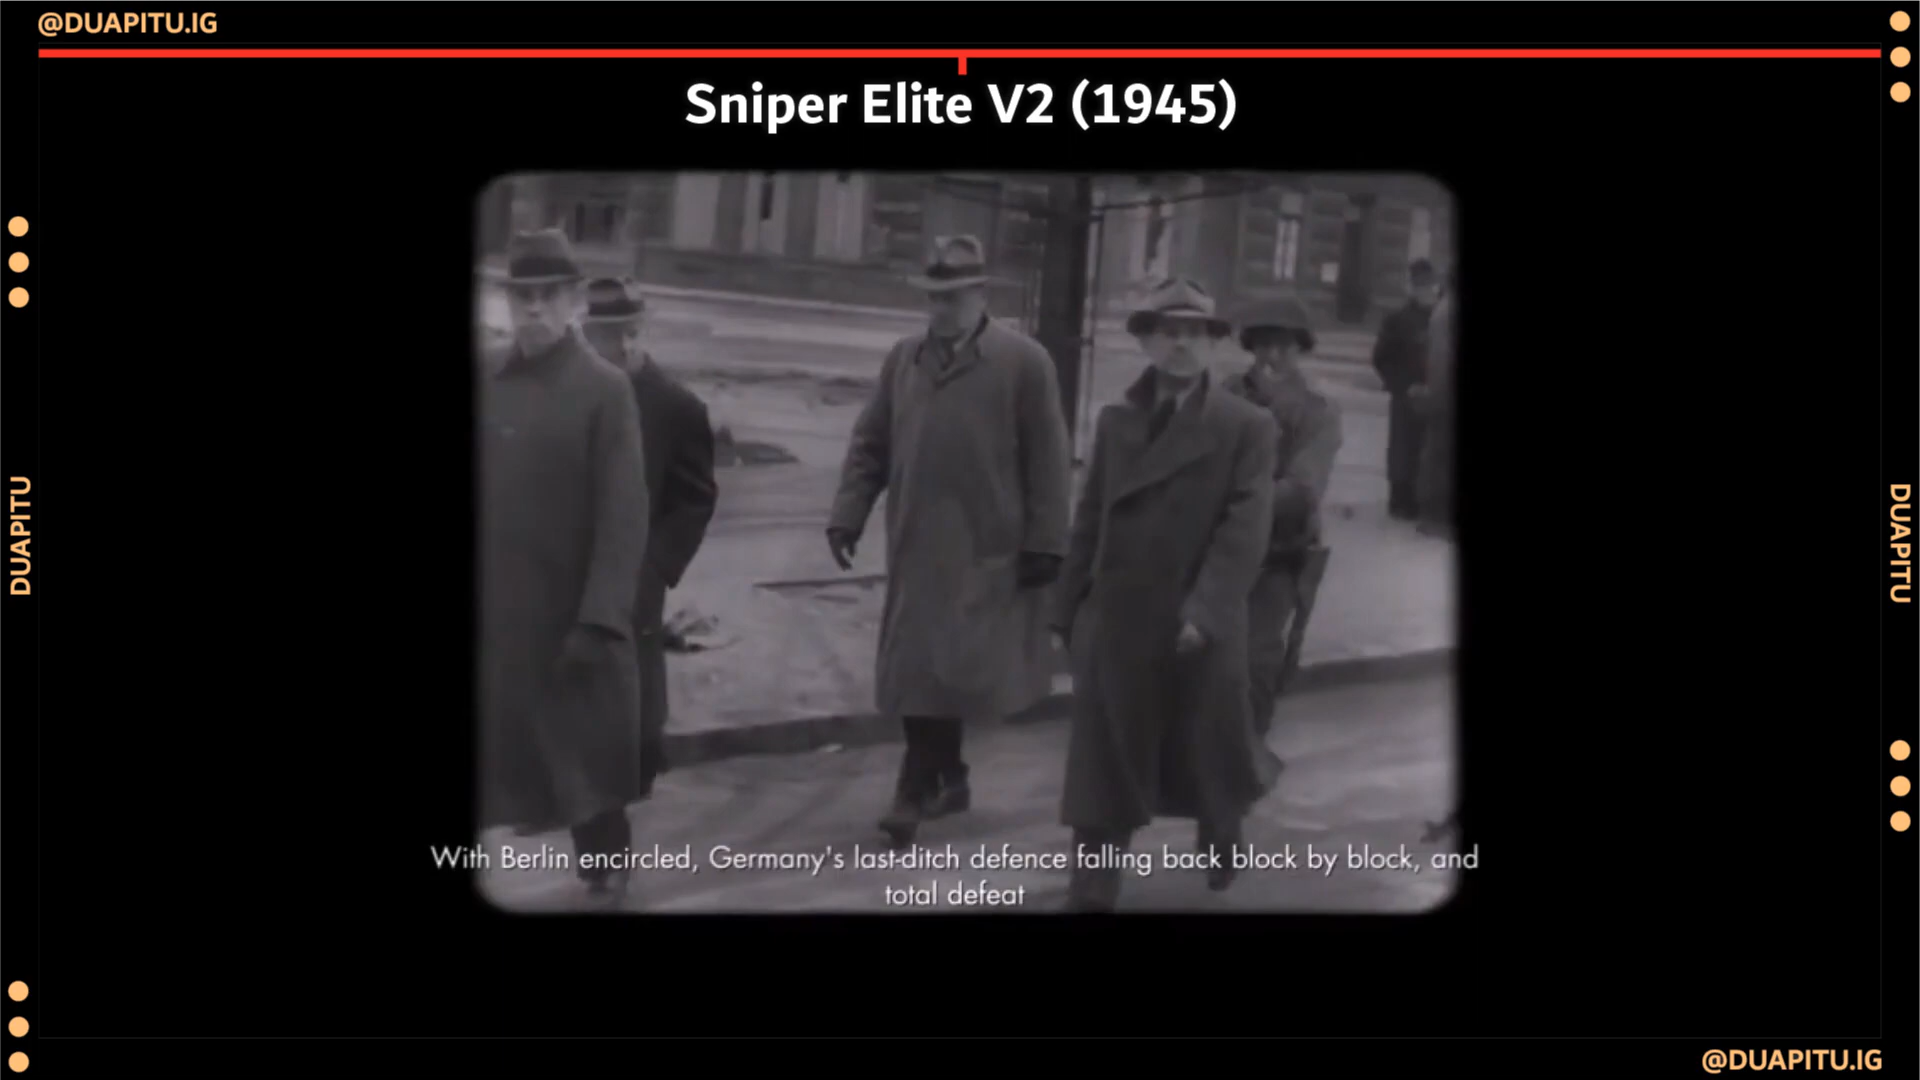 @DUAPITU.IG
Sniper Elite V2 (1945)
DUAPITU
DUAPITU
With Berlin encircled, Germany's last-ditch defence falling back block by block, and
total defeat
@DUAPITU.IG